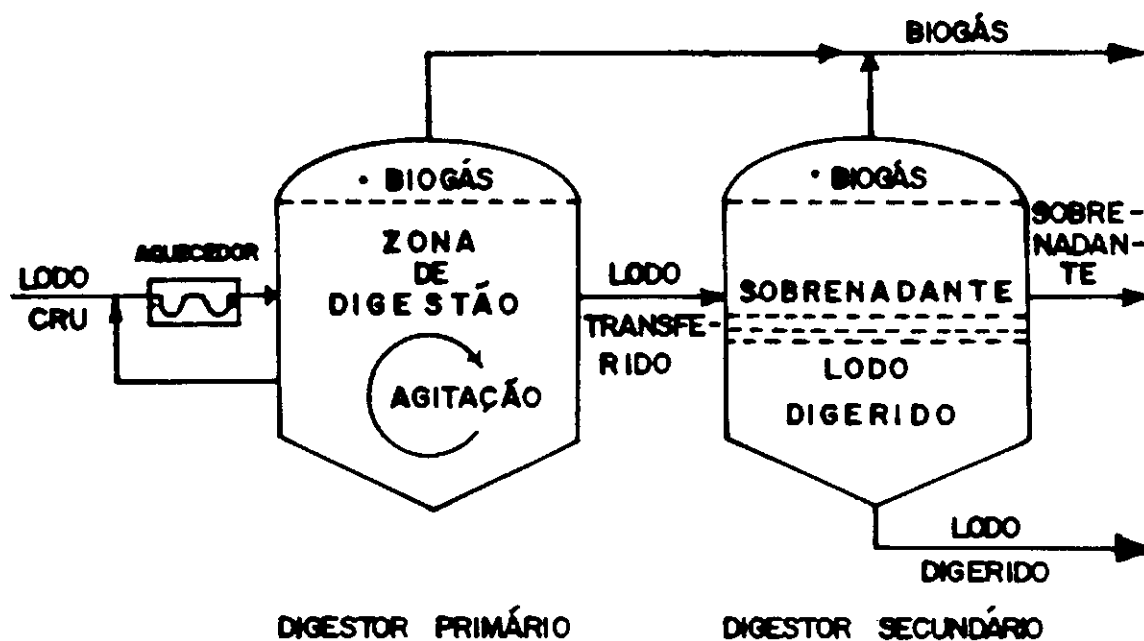 BIOGÁS
• BIOGÁS
• BIOGÁS
ZONA
DE
DIGESTÃO
AGITAÇÃO
AQUECEDOR
LODO
CRU
LODO
TRANSFE-
RIDO
SOBRENADANTE
LODO
DIGERIDO
SOBRE-
NADAN-
TE
LODO
DIGERIDO
DIGESTOR PRIMÁRIO
DIGESTOR SECUNDÁRIO